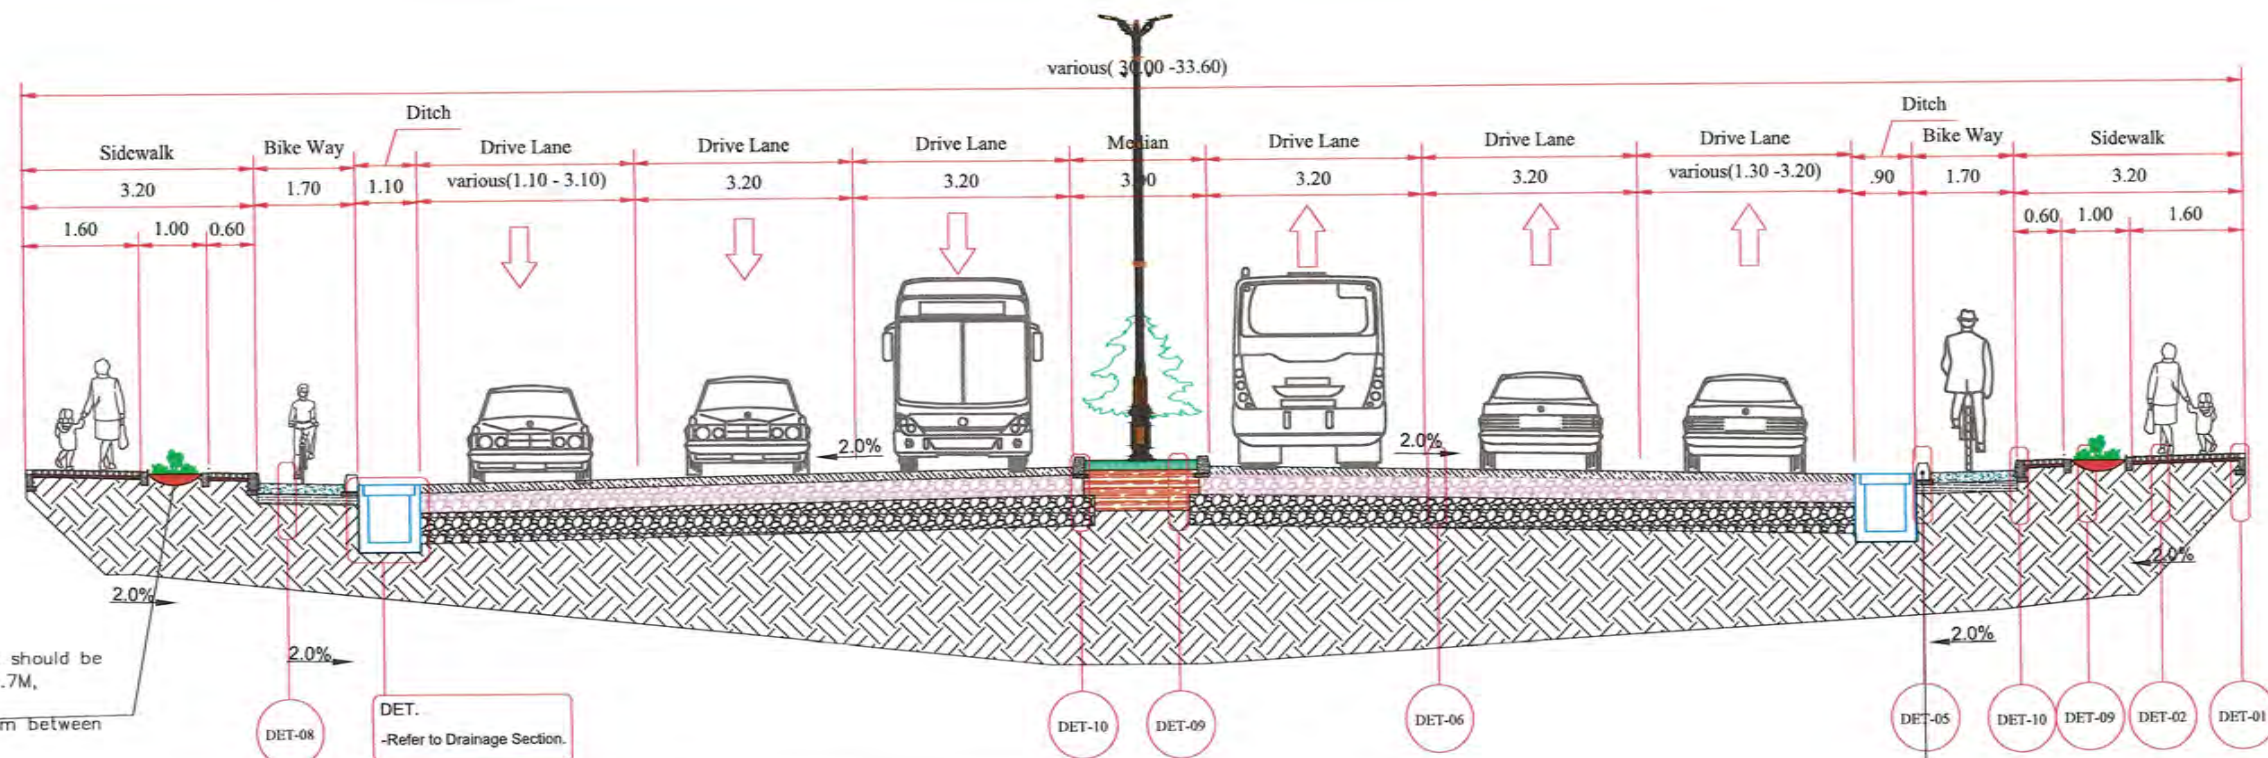 various( 30.00 -33.60)
Ditch
Ditch
Sidewalk
Bike Way
Drive Lane
Drive Lane
Drive Lane
Median
Drive Lane
Drive Lane
Drive Lane
Bike Way
Sidewalk
3.20
1.70
1.10
various(1.10 - 3.10)
3.20
3.20
3.00
3.20
3.20
various(1.30 -3.20)
.90
1.70
3.20
1.60
1.00
0.60
0.60
1.00
1.60
2.0%
2.0%
2.0%
2.0%
2.0%
2.0%
should be
.7M,
m between
DET-08
DET.
-Refer to Drainage Section.
DET-10
DET-09
DET-06
DET-05
DET-10
DET-09
DET-02
DET-01